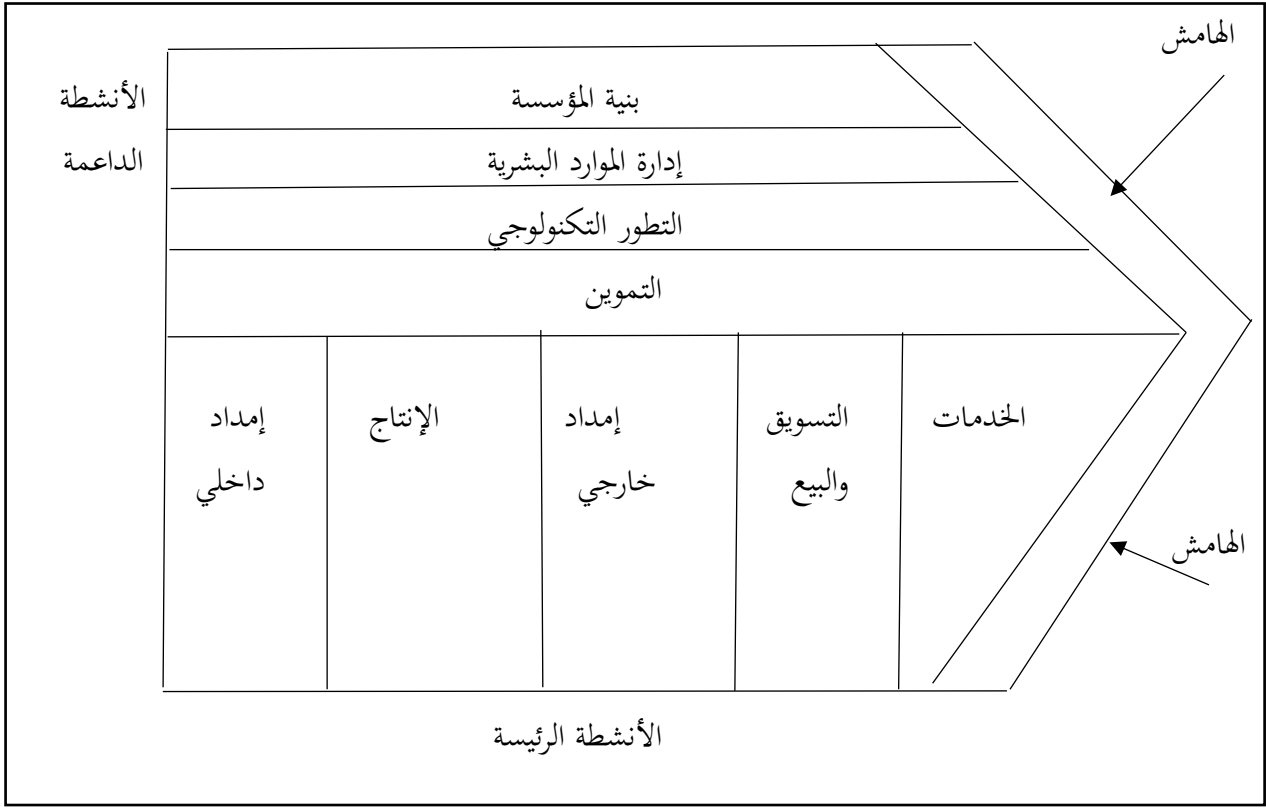 الهامش
الأنشطة
الداعمة
بنية المؤسسة
إدارة الموارد البشرية
التطور التكنولوجي
التموين
إمداد
داخلي
الإنتاج
إمداد
خارجي
التسويق
والبيع
الخدمات
الهامش
الأنشطة الرئيسة